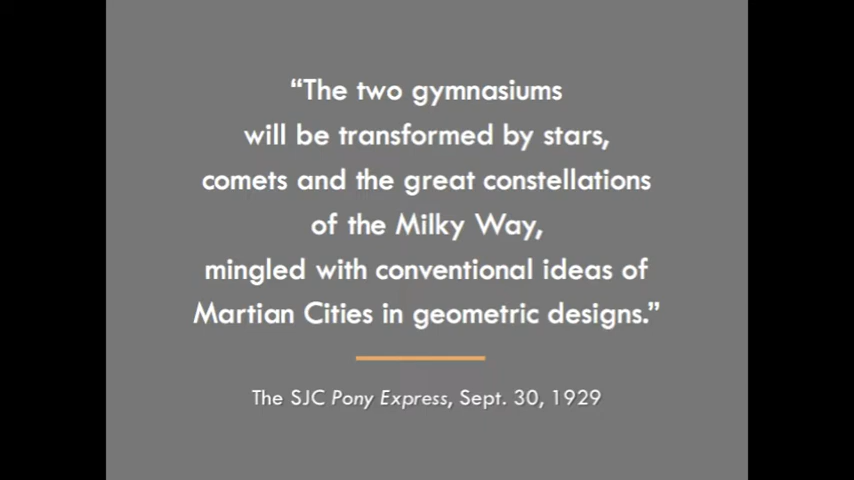 “The two gymnasiums
will be transformed by stars,
comets and the great constellations
of the Milky Way,
mingled with conventional ideas of
Martian Cities in geometric designs.”
The SJC Pony Express, Sept. 30, 1929